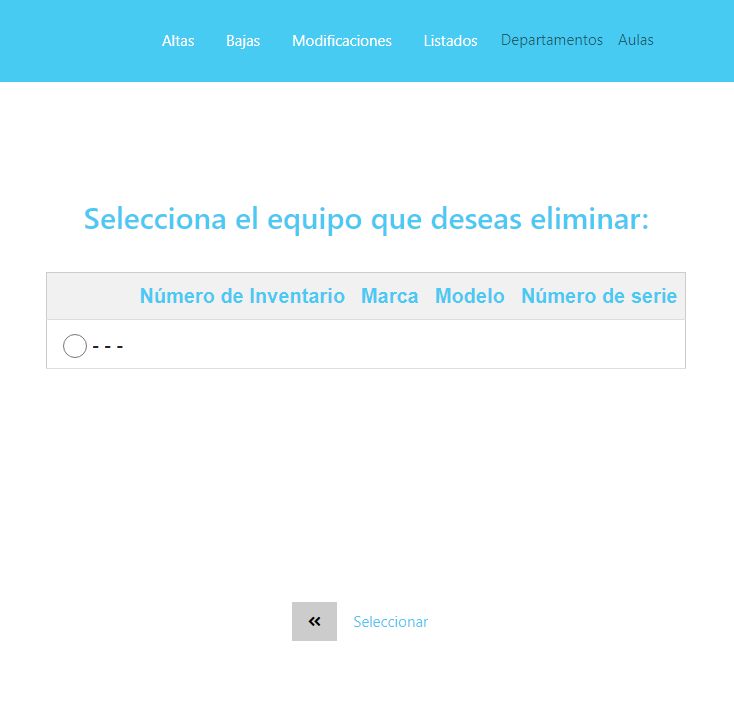 Altas Bajas Modificaciones Listados Departamentos Aulas
Selecciona el equipo que deseas eliminar:
Número de Inventario Marca Modelo Número de serie
- - -
« Seleccionar